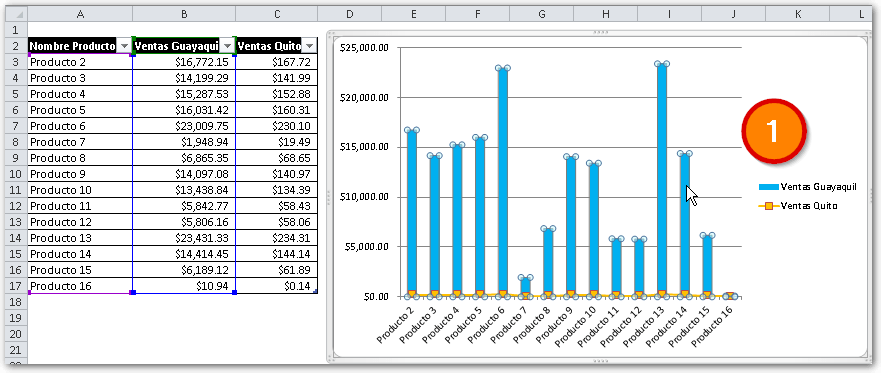 A B C D E F G H I J K L
1
2 Nombre Producto Ventas Guayaqui Ventas Quito
3 Producto 2 $16,772.15 $167.72
4 Producto 3 $14,199.29 $141.99
5 Producto 4 $15,287.53 $152.88
6 Producto 5 $16,031.42 $160.31
7 Producto 6 $23,009.75 $230.10
8 Producto 7 $1,948.94 $19.49
9 Producto 8 $6,865.35 $68.65
10 Producto 9 $14,097.08 $140.97
11 Producto 10 $13,438.84 $134.39
12 Producto 11 $5,842.77 $58.43
13 Producto 12 $5,806.16 $58.06
14 Producto 13 $23,431.33 $234.31
15 Producto 14 $14,414.45 $144.14
16 Producto 15 $6,189.12 $61.89
17 Producto 16 $10.94 $0.14
18
19
20
21
$25,000.00
$20,000.00
$15,000.00
$10,000.00
$5,000.00
$0.00
Producto 2
Producto 3
Producto 4
Producto 5
Producto 6
Producto 7
Producto 8
Producto 9
Producto 10
Producto 11
Producto 12
Producto 13
Producto 14
Producto 15
Producto 16
1
Ventas Guayaquil
Ventas Quito